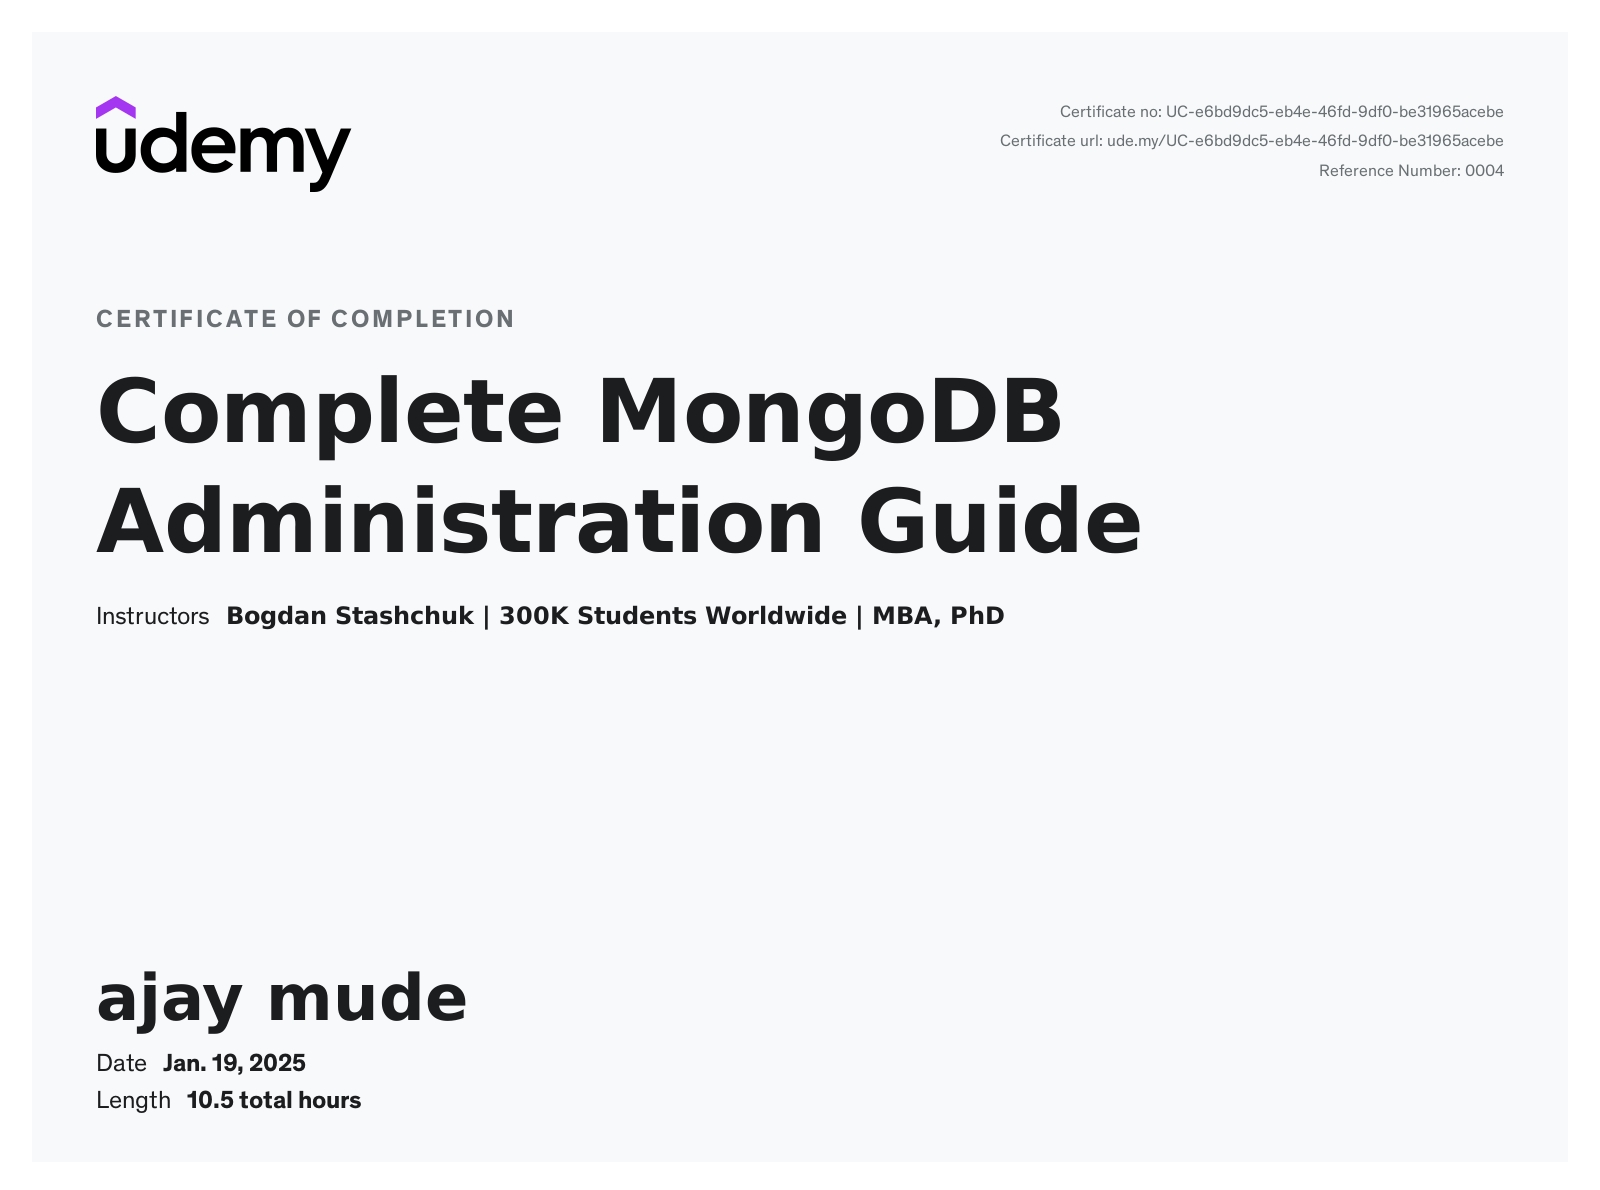 udemy
Certificate no: UC-e6bd9dc5-eb4e-46fd-9df0-be31965acebe
Certificate url: ude.my/UC-e6bd9dc5-eb4e-46fd-9df0-be31965acebe
Reference Number: 0004
CERTIFICATE OF COMPLETION
Complete MongoDB
Administration Guide
Instructors Bogdan Stashchuk | 300K Students Worldwide | MBA, PhD
ajay mude
Date Jan. 19, 2025
Length 10.5 total hours